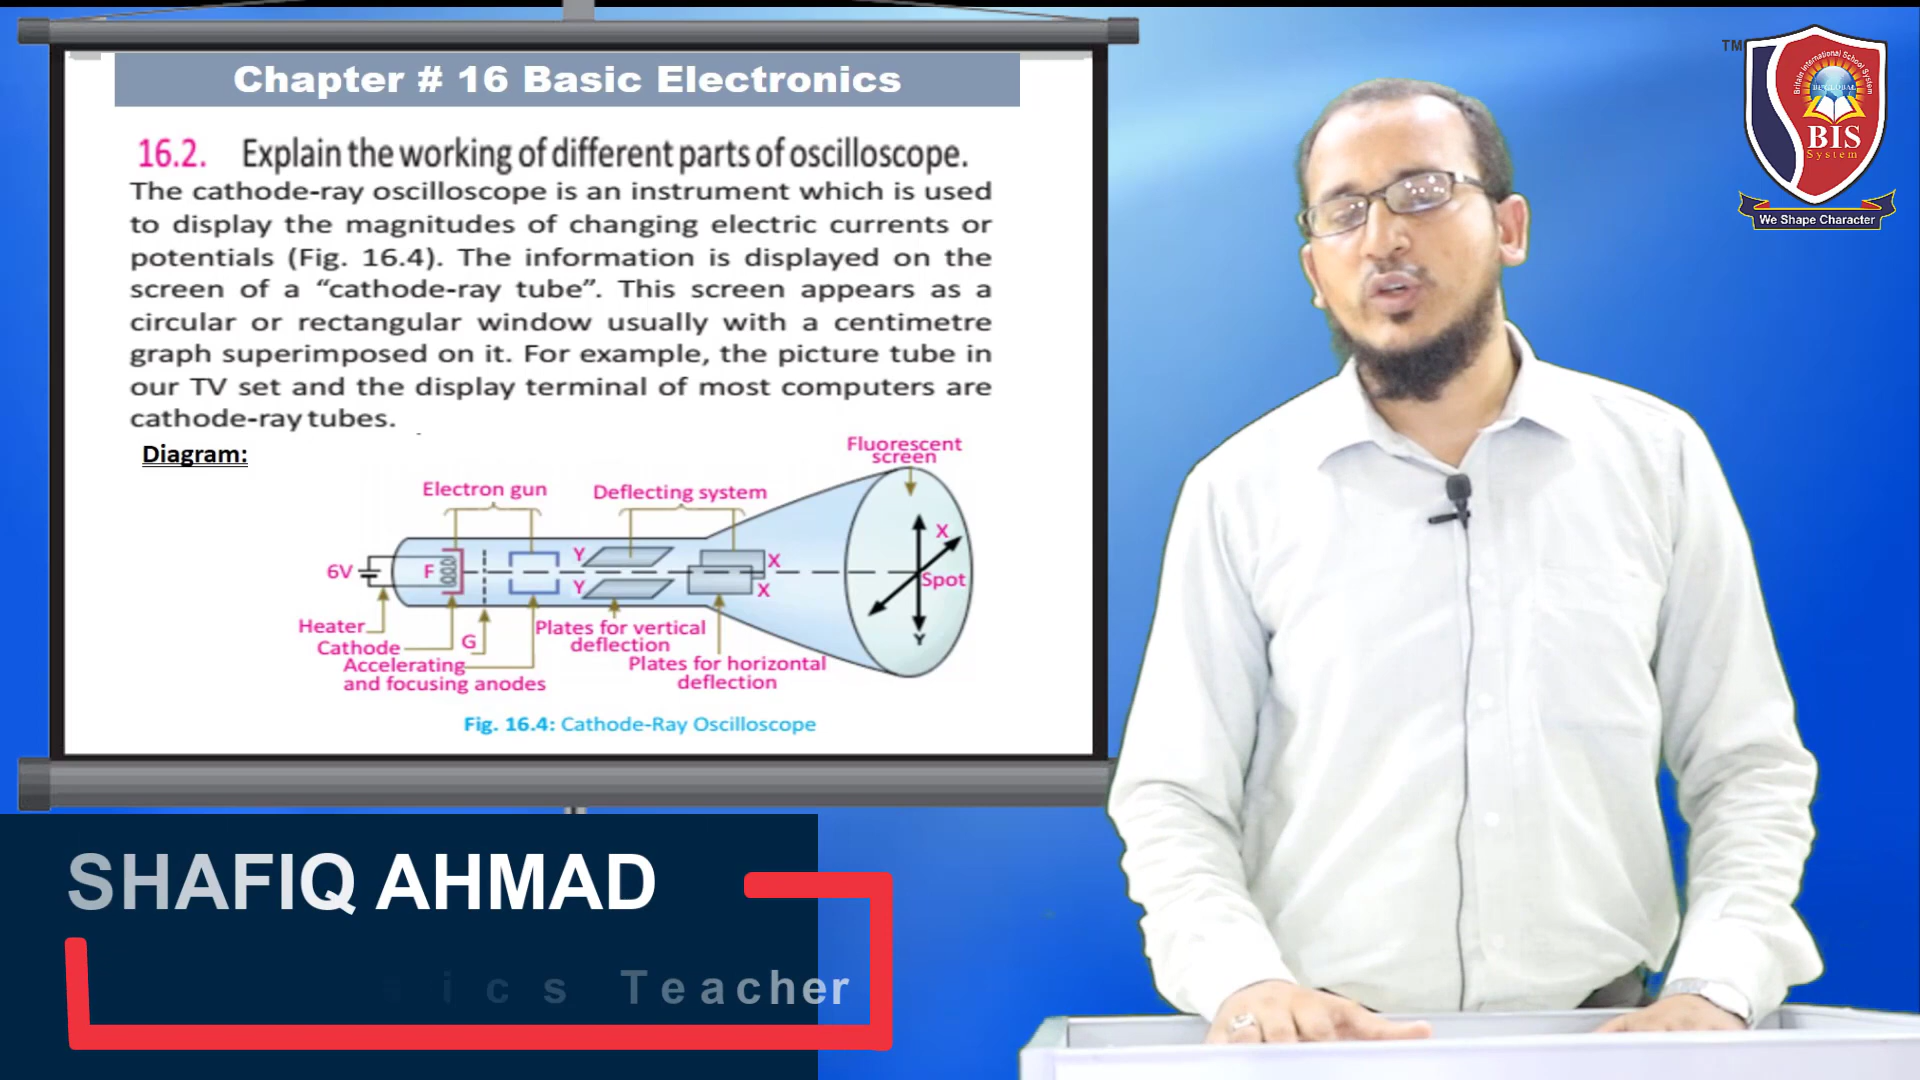 Chapter # 16 Basic Electronics
16.2. Explain the working of different parts of oscilloscope.
The cathode-ray oscilloscope is an instrument which is used
to display the magnitudes of changing electric currents or
potentials (Fig. 16.4). The information is displayed on the
screen of a “cathode-ray tube”. This screen appears as a
circular or rectangular window usually with a centimetre
graph superimposed on it. For example, the picture tube in
our TV set and the display terminal of most computers are
cathode-ray tubes.
Diagram:
Fluorescent
screen
Electron gun
Deflecting system
X
Y
X
6V
F
Spot
Y
X
Heater
G
Plates for vertical
deflection
Y
Cathode
Accelerating
and focusing anodes
Plates for horizontal
deflection
Fig. 16.4: Cathode-Ray Oscilloscope
TM
Britain International School System
BIS
System
We Shape Character
SHAFIQ AHMAD
sics Teacher